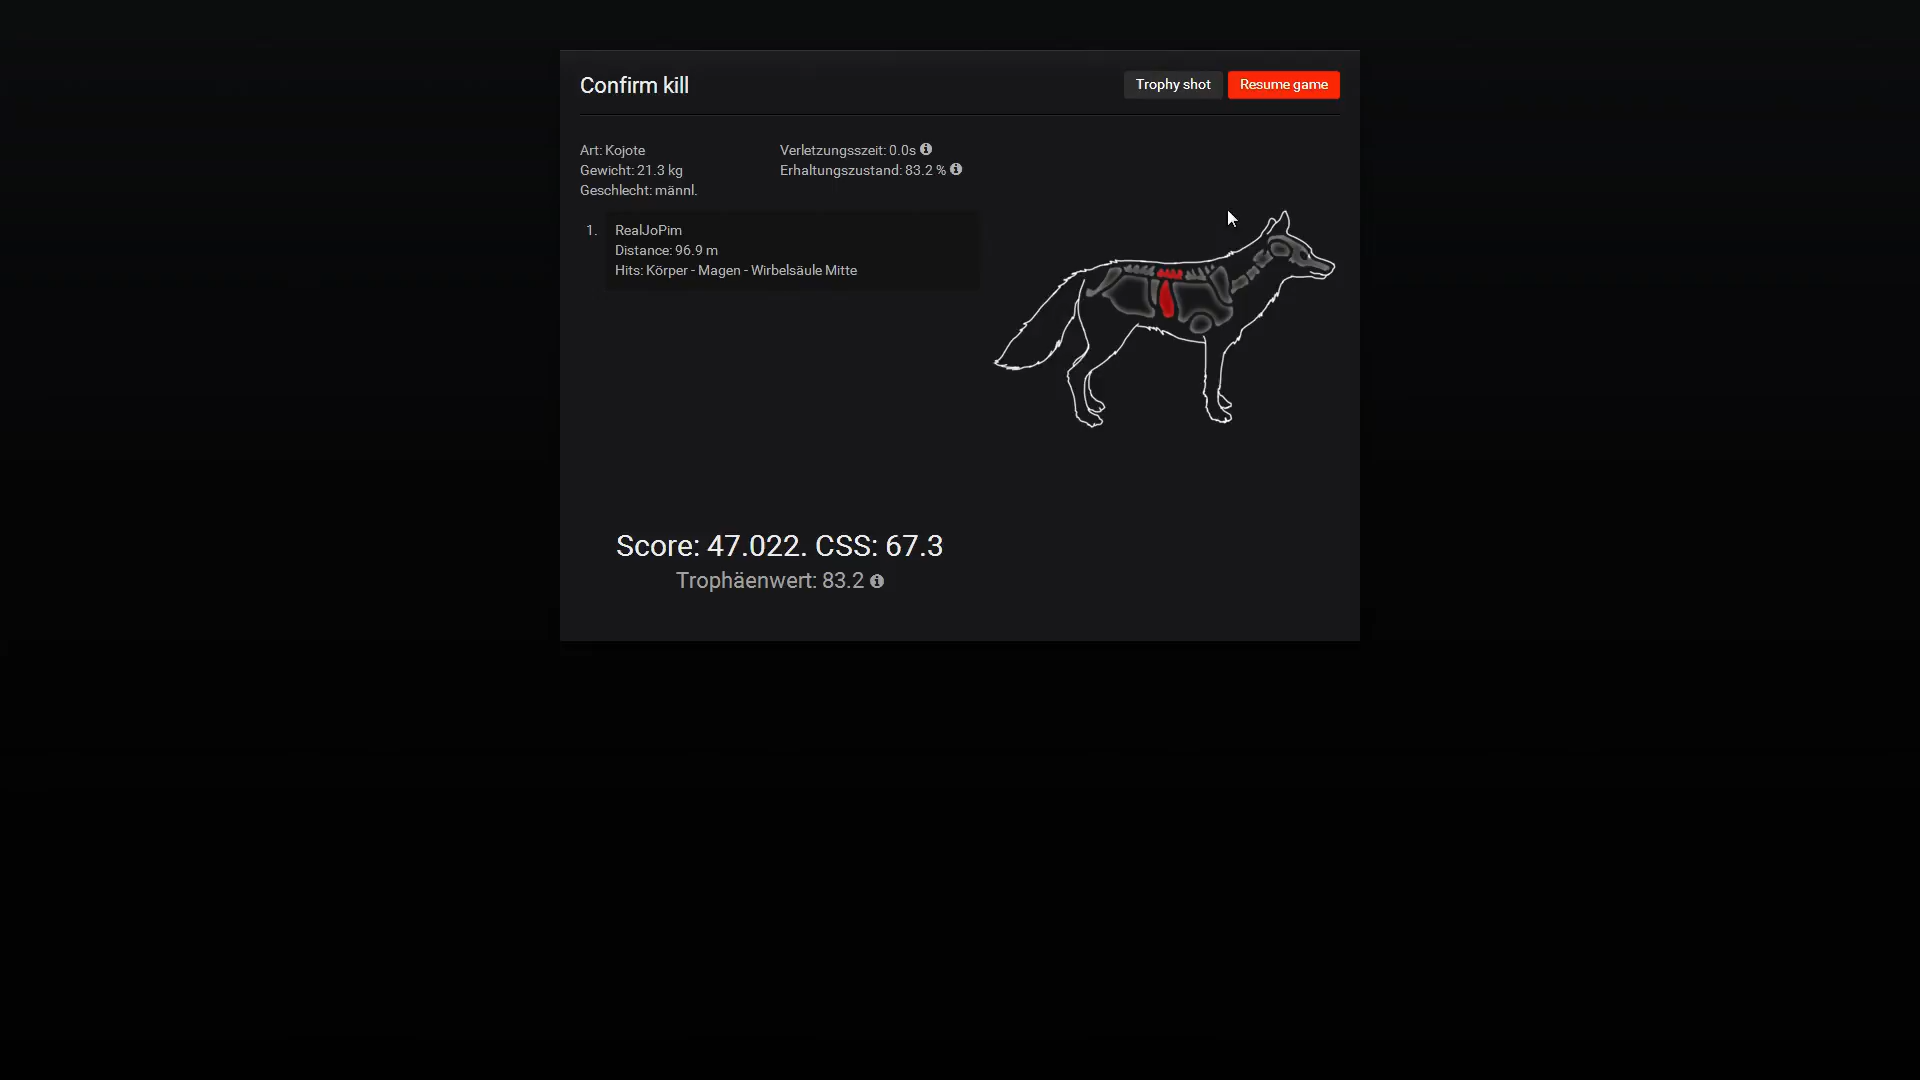 Confirm kill
Trophy shot
Resume game
Art: Kojote
Gewicht: 21.3 kg
Geschlecht: männl.
Verletzungsszeit: 0.0s
Erhaltungszustand: 83.2 %
1.
RealJoPim
Distance: 96.9 m
Hits: Körper - Magen - Wirbelsäule Mitte
Score: 47.022. CSS: 67.3
Trophäenwert: 83.2